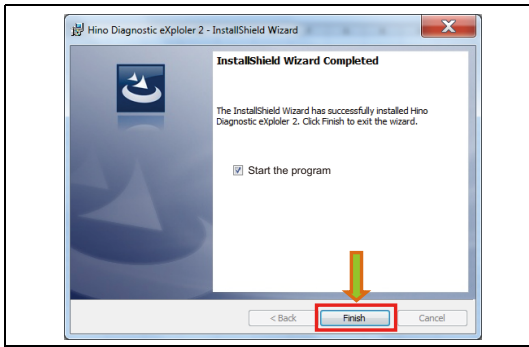 Hino Diagnostic eXploler 2 - InstallShield Wizard
InstallShield Wizard Completed
The InstallShield Wizard has successfully installed Hino
Diagnostic eXploler 2. Click Finish to exit the wizard.
Start the program
< Back Finish Cancel